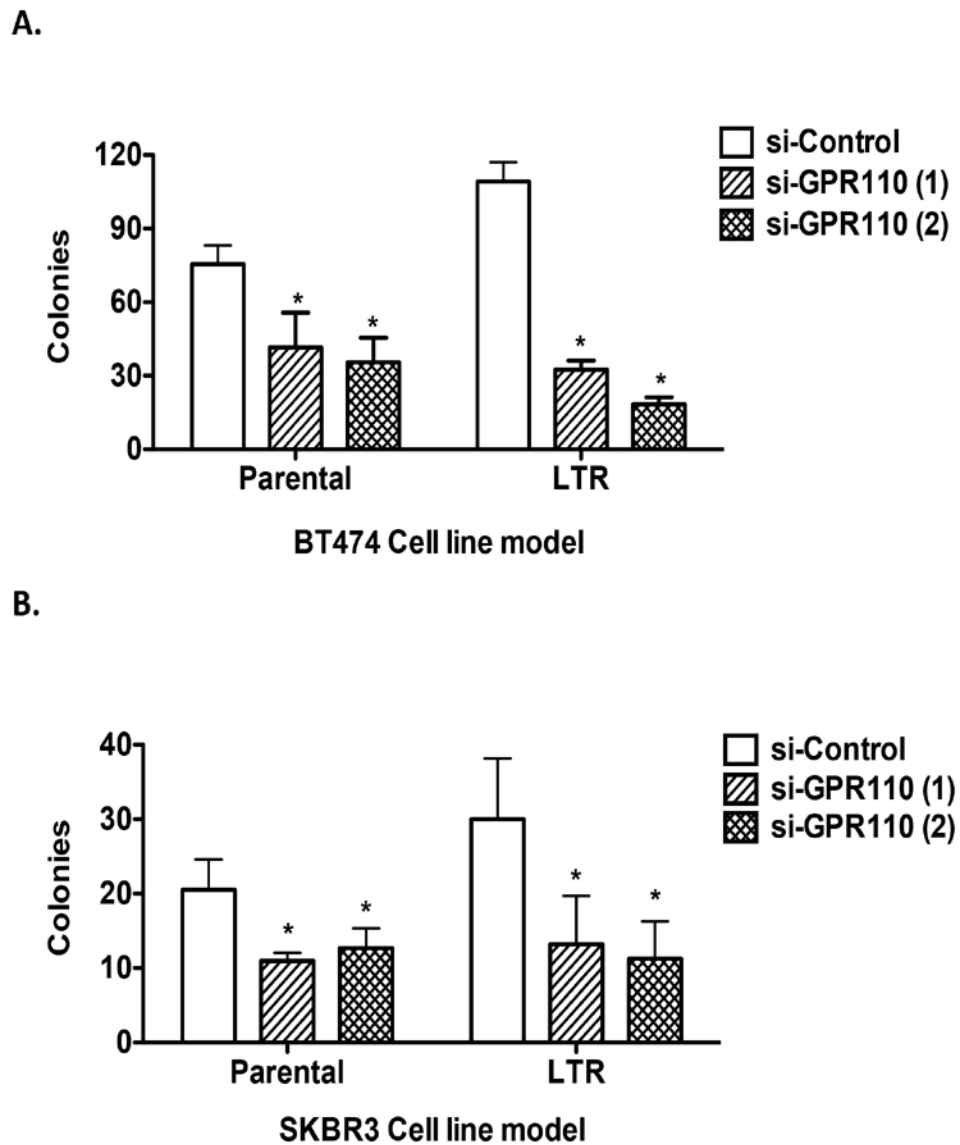 A.
si-Control
si-GPR110 (1)
si-GPR110 (2)
Colonies
120
90
60
30
0
*
*
*
*
Parental
LTR
BT474 Cell line model
B.
si-Control
si-GPR110 (1)
si-GPR110 (2)
Colonies
40
30
20
10
0
*
*
*
*
Parental
LTR
SKBR3 Cell line model